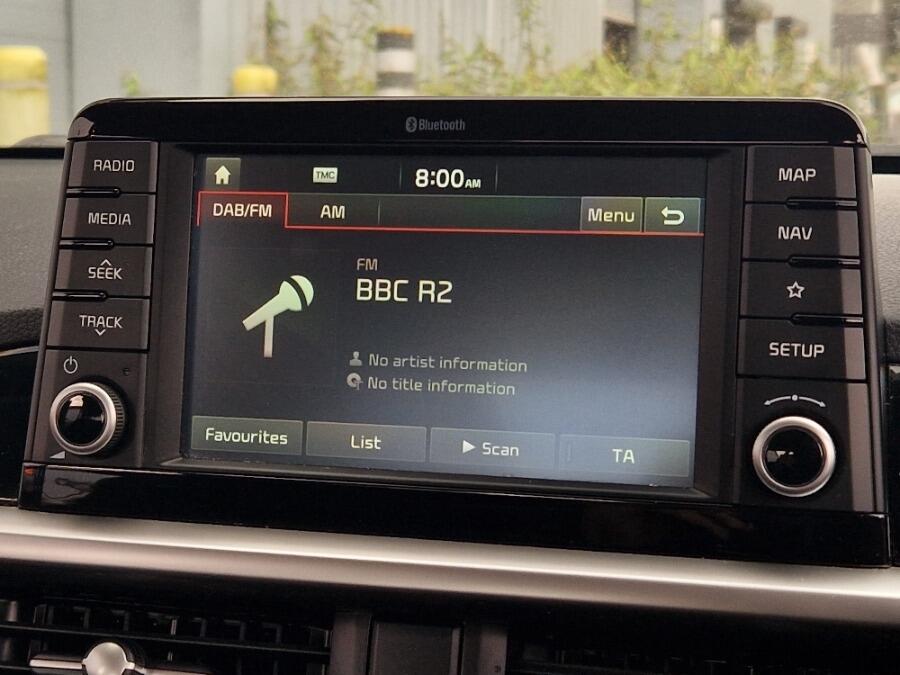 Bluetooth
RADIO
MEDIA
SEEK
TRACK
TMC
8:00AM
DAB/FM
AM
Menu
FM
BBC R2
No artist information
No title information
Favourites
List
Scan
TA
MAP
NAV
SETUP